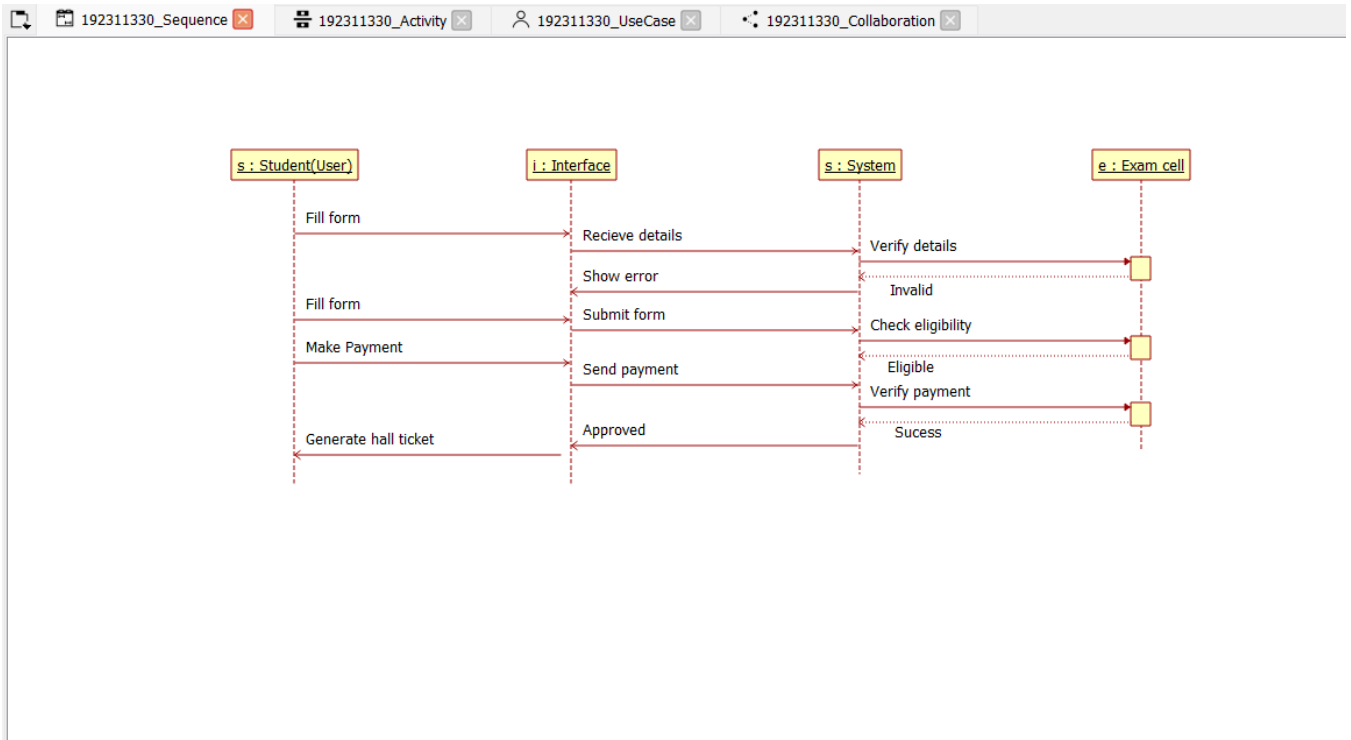 192311330_Sequence
192311330_Activity
192311330_UseCase
192311330_Collaboration
s : Student(User)
i : Interface
s : System
e : Exam cell
Fill form
Recieve details
Verify details
Show error
Invalid
Fill form
Submit form
Check eligibility
Make Payment
Eligible
Send payment
Verify payment
Approved
Sucess
Generate hall ticket